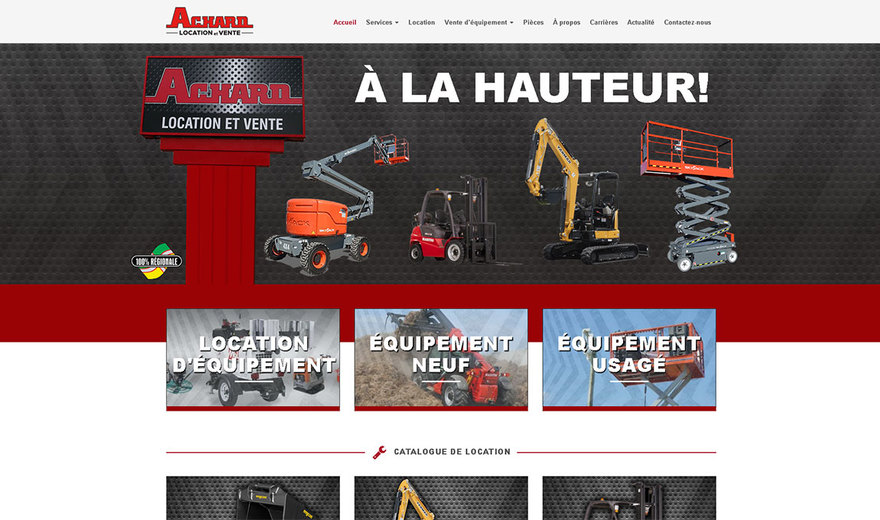 ACHARD
LOCATION ET VENTE
Accueil Services Location Vente d'équipement Pièces À propos Carrières Actualité Contactez-nous
ACHARD
LOCATION ET VENTE
À LA HAUTEUR!
SKYJACK
100% RÉGIONALE
LOCATION
D'ÉQUIPEMENT
ÉQUIPEMENT
NEUF
ÉQUIPEMENT
USAGÉ
CATALOGUE DE LOCATION